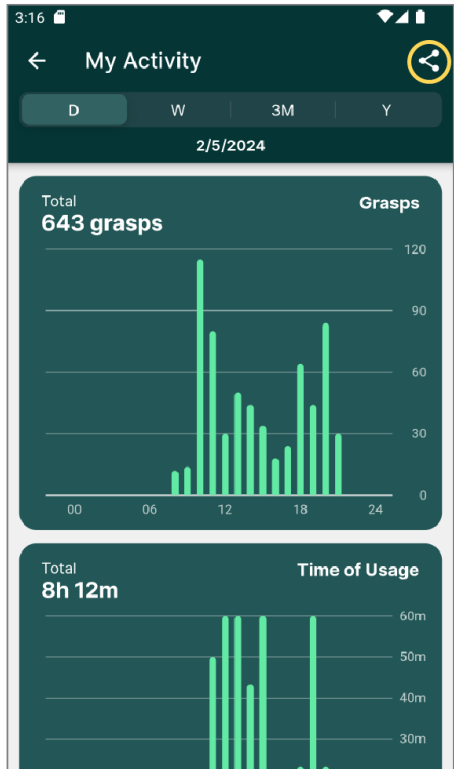 3:16
My Activity
D W 3M Y
2/5/2024
Total
Grasps
643 grasps
120
90
60
30
0
00 06 12 18 24
Total
Time of Usage
8h 12m
60m
50m
40m
30m